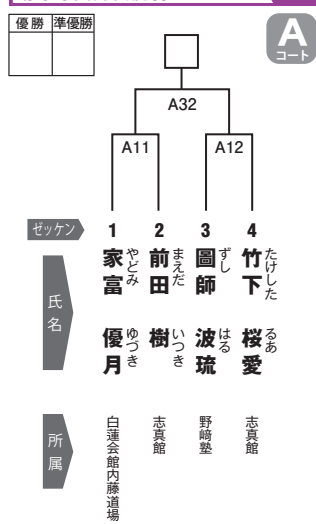 優勝 準優勝
A
コート
A32
A11 A12
ゼッケン 1 2 3 4
氏名
家富 優月
やどみ ゆづき
前田 樹
まえだ いつき
圖師 波琉
ずし はる
竹下 桜愛
たけした るあ
所属
白蓮会館内藤道場
志真館
野﨑塾
志真館